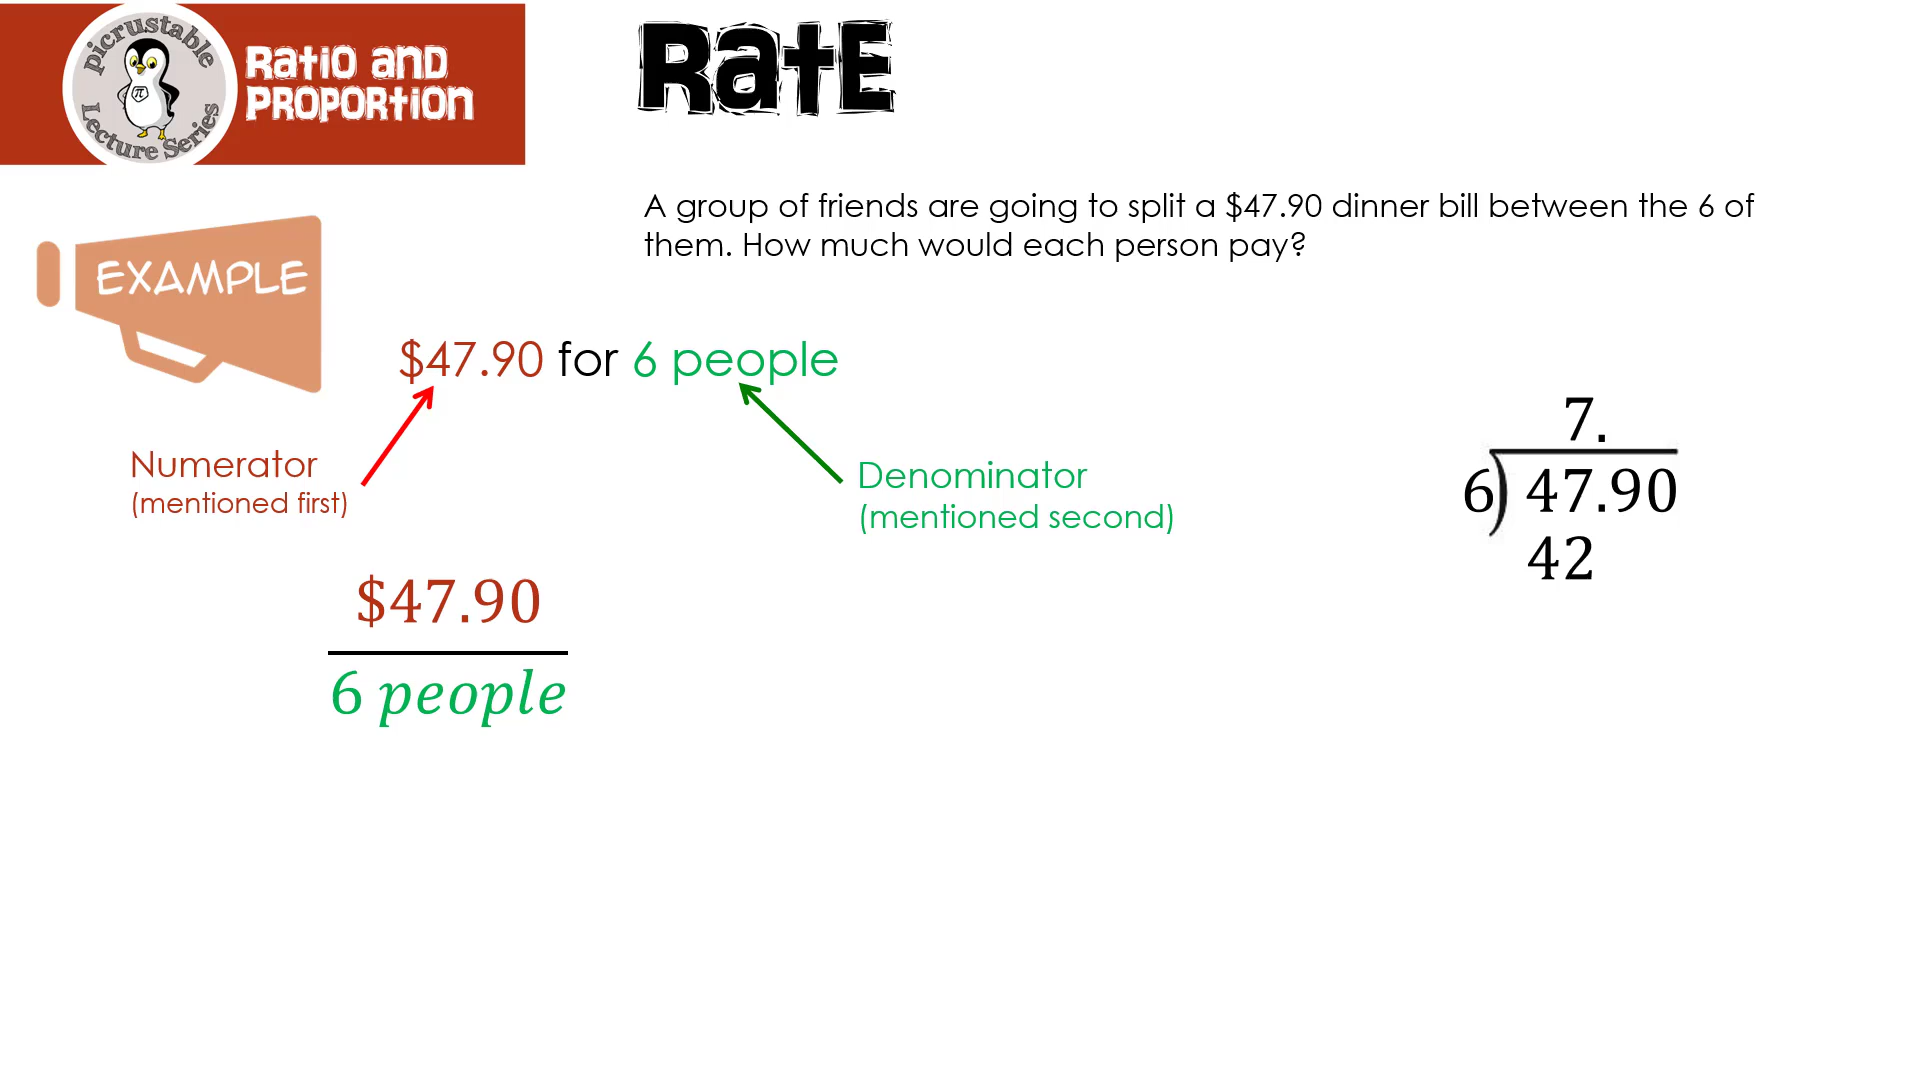 picrustable
Lecture Series
π
Ratio and
Proportion
Rate
A group of friends are going to split a $47.90 dinner bill between the 6 of
them. How much would each person pay?
EXAMPLE
$47.90 for 6 people
Numerator
(mentioned first)
Denominator
(mentioned second)
$47.90
6 people
7.
6) 47.90
42